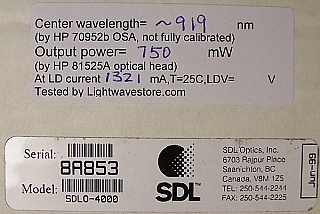 Center wavelength= ~919 nm
(by HP 70952b OSA, not fully calibrated)
Output power= 750 mW
(by HP 81525A optical head)
At LD current 1321 mA,T=25C,LDV= V
Tested by Lightwavestore.com
Serial:
8A853
Model:
SDLO-4000
SDL
SDL Optics, Inc.
6703 Rajpur Place
Saanichton, BC
Canada, V8M 1Z5
TEL: 250-544-2244
FAX: 250-544-2225
Jun-99